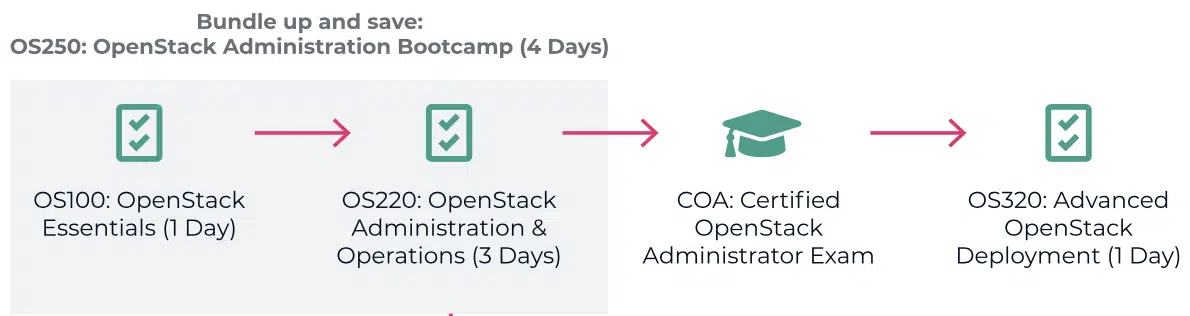 Bundle up and save:
OS250: OpenStack Administration Bootcamp (4 Days)
OS100: OpenStack
Essentials (1 Day)
OS220: OpenStack
Administration &
Operations (3 Days)
COA: Certified
OpenStack
Administrator Exam
OS320: Advanced
OpenStack
Deployment (1 Day)